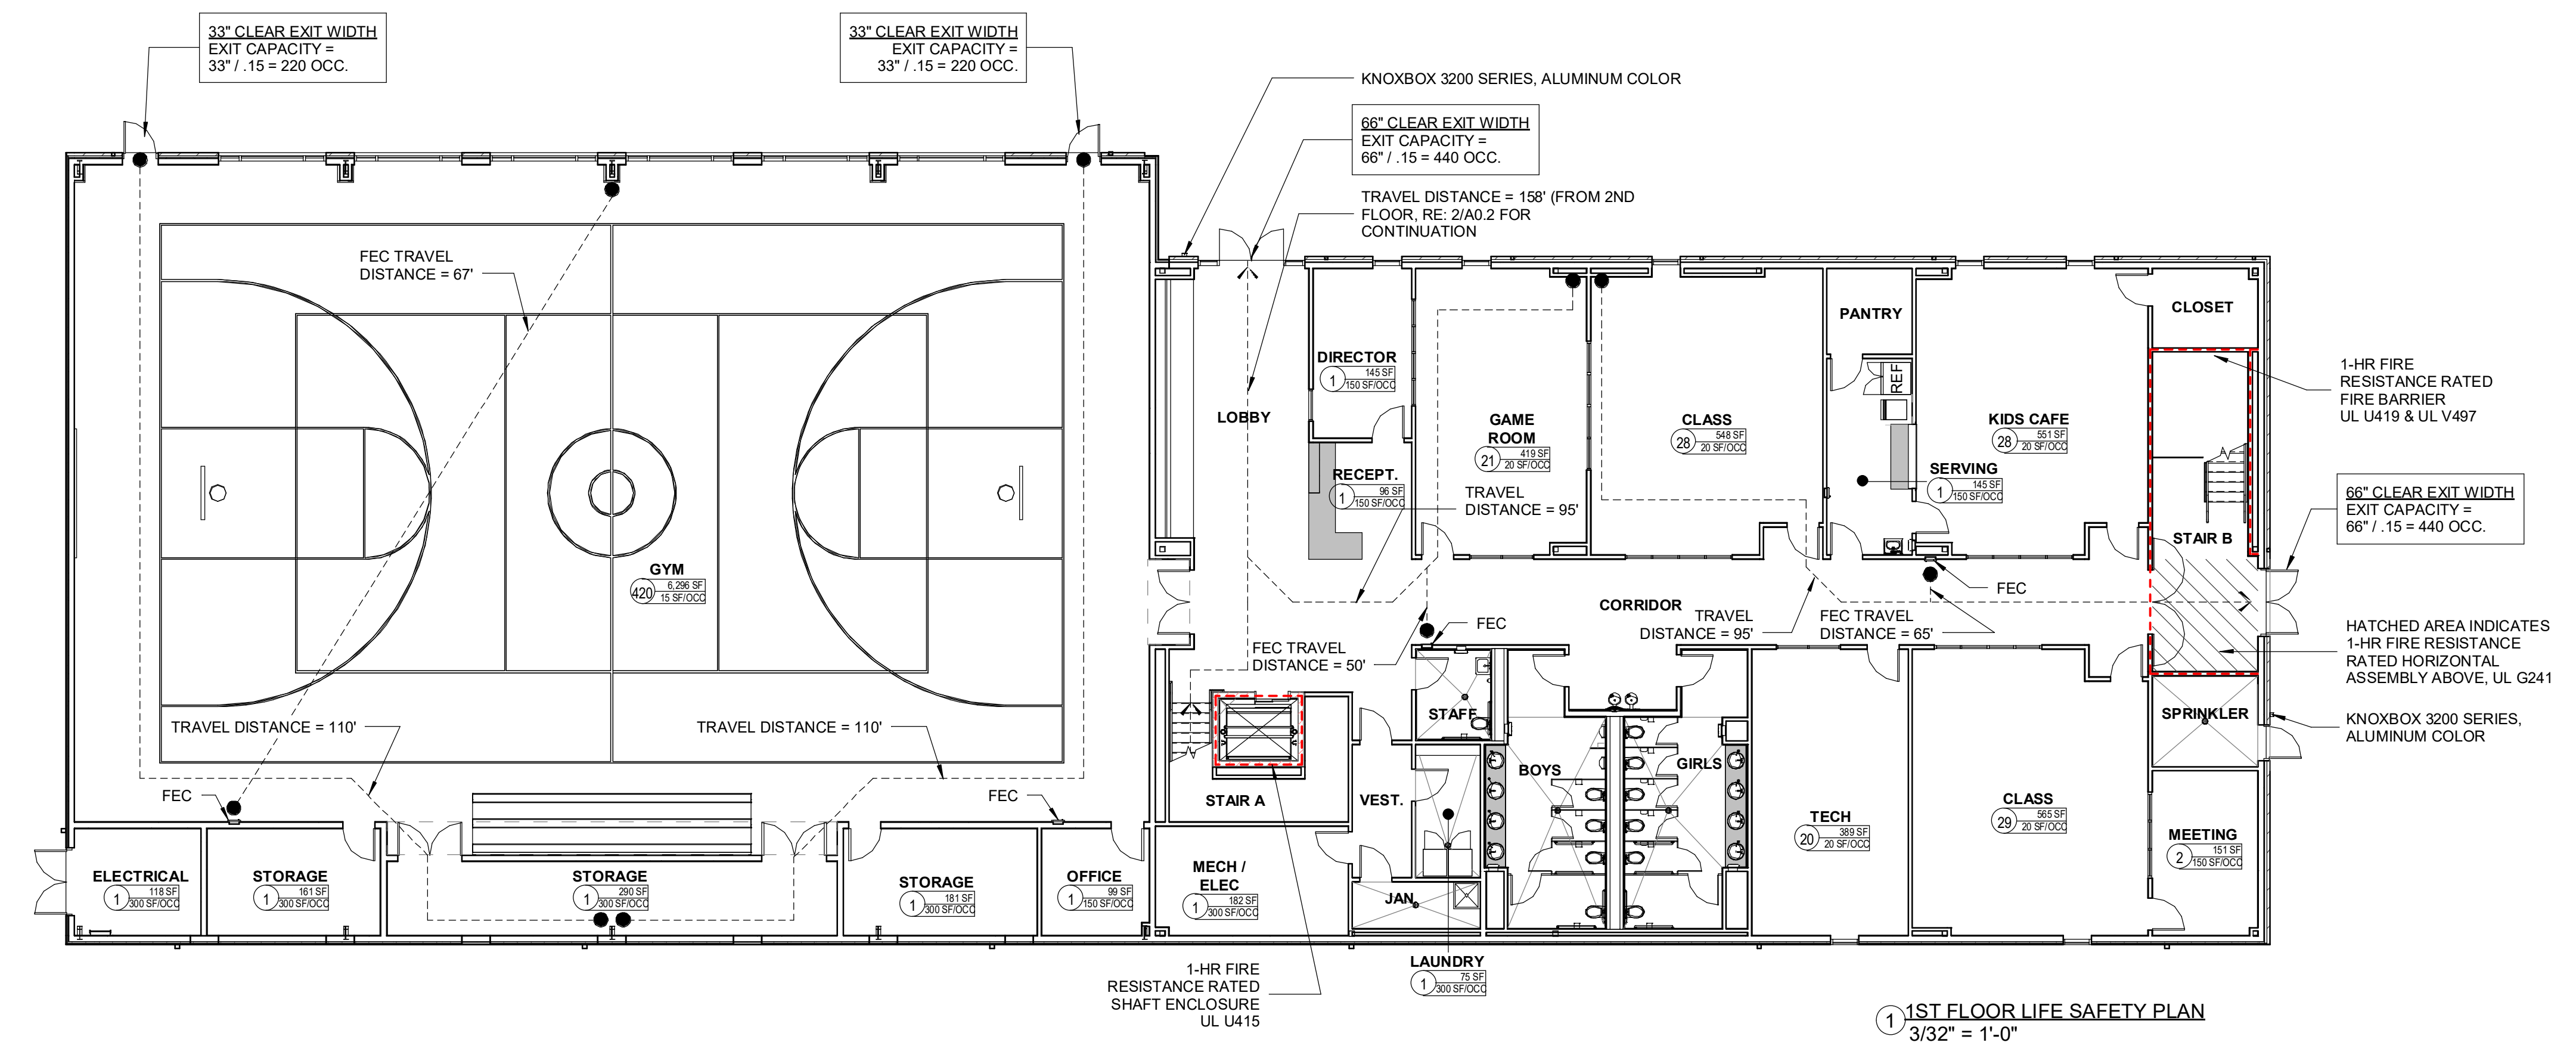 33" CLEAR EXIT WIDTH
EXIT CAPACITY =
33" / .15 = 220 OCC.
33" CLEAR EXIT WIDTH
EXIT CAPACITY =
33" / .15 = 220 OCC.
KNOXBOX 3200 SERIES, ALUMINUM COLOR
66" CLEAR EXIT WIDTH
EXIT CAPACITY =
66" / .15 = 440 OCC.
TRAVEL DISTANCE = 158' (FROM 2ND
FLOOR, RE: 2/A0.2 FOR
CONTINUATION
FEC TRAVEL
DISTANCE = 67'
PANTRY
CLOSET
DIRECTOR
1
145 SF
150 SF/OCC
REF
1-HR FIRE
RESISTANCE RATED
FIRE BARRIER
UL U419 & UL V497
LOBBY
GAME
ROOM
21
419 SF
20 SF/OCC
CLASS
28
548 SF
20 SF/OCC
KIDS CAFE
28
551 SF
20 SF/OCC
RECEPT.
1
96 SF
150 SF/OCC
SERVING
1
145 SF
150 SF/OCC
TRAVEL
DISTANCE = 95'
66" CLEAR EXIT WIDTH
EXIT CAPACITY =
66" / .15 = 440 OCC.
STAIR B
GYM
420
6,296 SF
15 SF/OCC
FEC
CORRIDOR
TRAVEL
DISTANCE = 95'
FEC TRAVEL
DISTANCE = 65'
FEC
FEC TRAVEL
DISTANCE = 50'
HATCHED AREA INDICATES
1-HR FIRE RESISTANCE
RATED HORIZONTAL
ASSEMBLY ABOVE, UL G241
STAFF
SPRINKLER
KNOXBOX 3200 SERIES,
ALUMINUM COLOR
TRAVEL DISTANCE = 110'
TRAVEL DISTANCE = 110'
BOYS
GIRLS
FEC
FEC
STAIR A
VEST.
TECH
20
389 SF
20 SF/OCC
CLASS
29
565 SF
20 SF/OCC
MEETING
2
151 SF
150 SF/OCC
ELECTRICAL
1
118 SF
300 SF/OCC
STORAGE
1
161 SF
300 SF/OCC
STORAGE
1
290 SF
300 SF/OCC
STORAGE
1
181 SF
300 SF/OCC
OFFICE
1
99 SF
150 SF/OCC
MECH /
ELEC
1
182 SF
300 SF/OCC
JAN.
LAUNDRY
1
75 SF
300 SF/OCC
1-HR FIRE
RESISTANCE RATED
SHAFT ENCLOSURE
UL U415
1
1ST FLOOR LIFE SAFETY PLAN
3/32" = 1'-0"